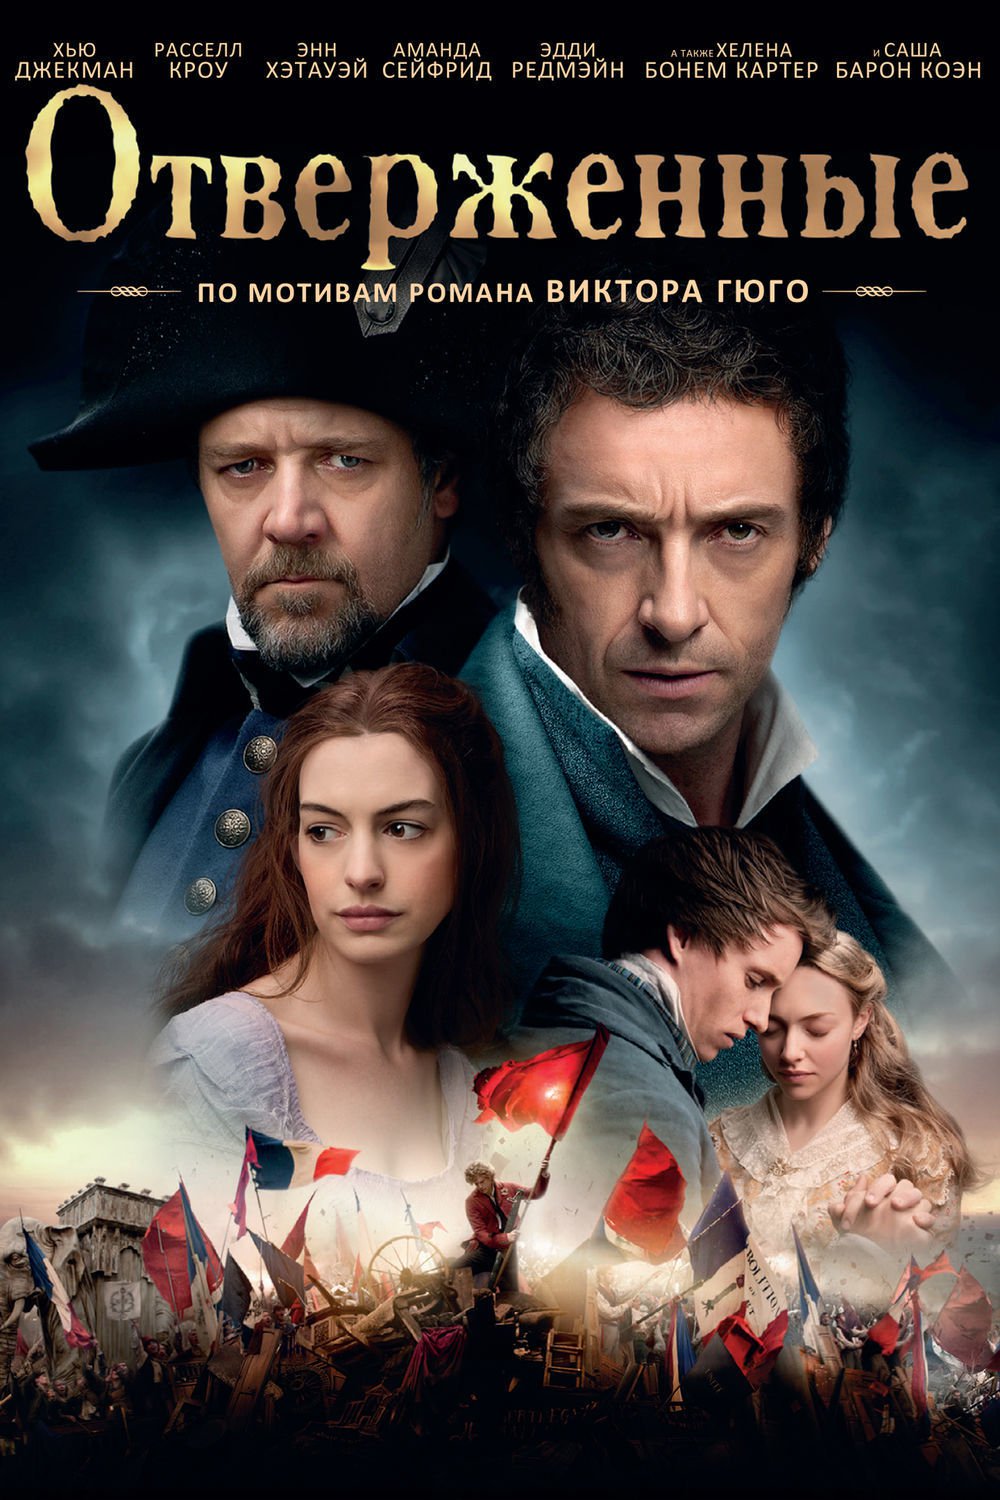 ХЬЮ ДЖЕКМАН
РАССЕЛЛ КРОУ
ЭНН ХЭТАУЭЙ
АМАНДА СЕЙФРИД
ЭДДИ РЕДМЭЙН
А ТАКЖЕ ХЕЛЕНА БОНЕМ КАРТЕР
И САША БАРОН КОЭН
ОТВЕРЖЕННЫЕ
ПО МОТИВАМ РОМАНА ВИКТОРА ГЮГО